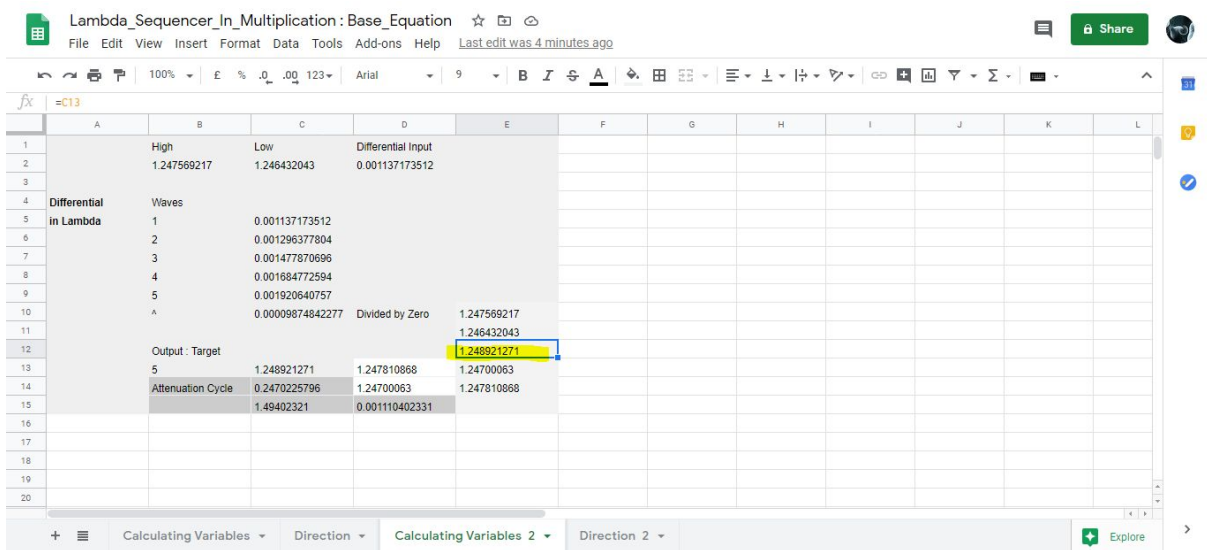 Lambda_Sequencer_In_Multiplication : Base_Equation
File Edit View Insert Format Data Tools Add-ons Help Last edit was 4 minutes ago
Share
100% £ % .0 .00 123 Arial 9 B I S A
fx =C13
A B C D E F G H I J K L
1 High Low Differential Input
2 1.247569217 1.246432043 0.001137173512
3
4 Differential Waves
5 in Lambda 1 0.001137173512
6 2 0.001296377804
7 3 0.001477870696
8 4 0.001684772594
9 5 0.001920640757
10 ^ 0.00009874842277 Divided by Zero 1.247569217
11 1.246432043
12 Output : Target 1.248921271
13 5 1.248921271 1.247810868 1.24700063
14 Attenuation Cycle 0.2470225796 1.24700063 1.247810868
15 1.49402321 0.001110402331
16
17
18
19
20
Calculating Variables Direction Calculating Variables 2 Direction 2 Explore
31